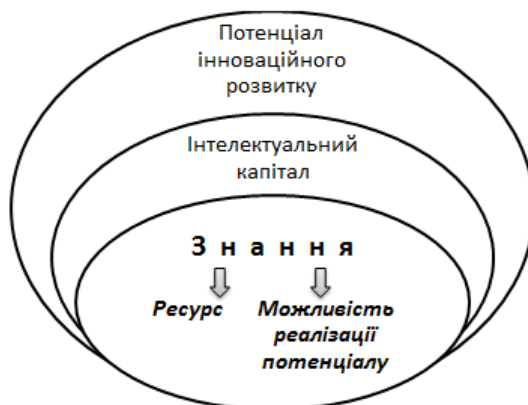 Потенціал
інноваційного
розвитку
Інтелектуальний
капітал
З н а н н я
Ресурс Можливість
реалізації
потенціалу